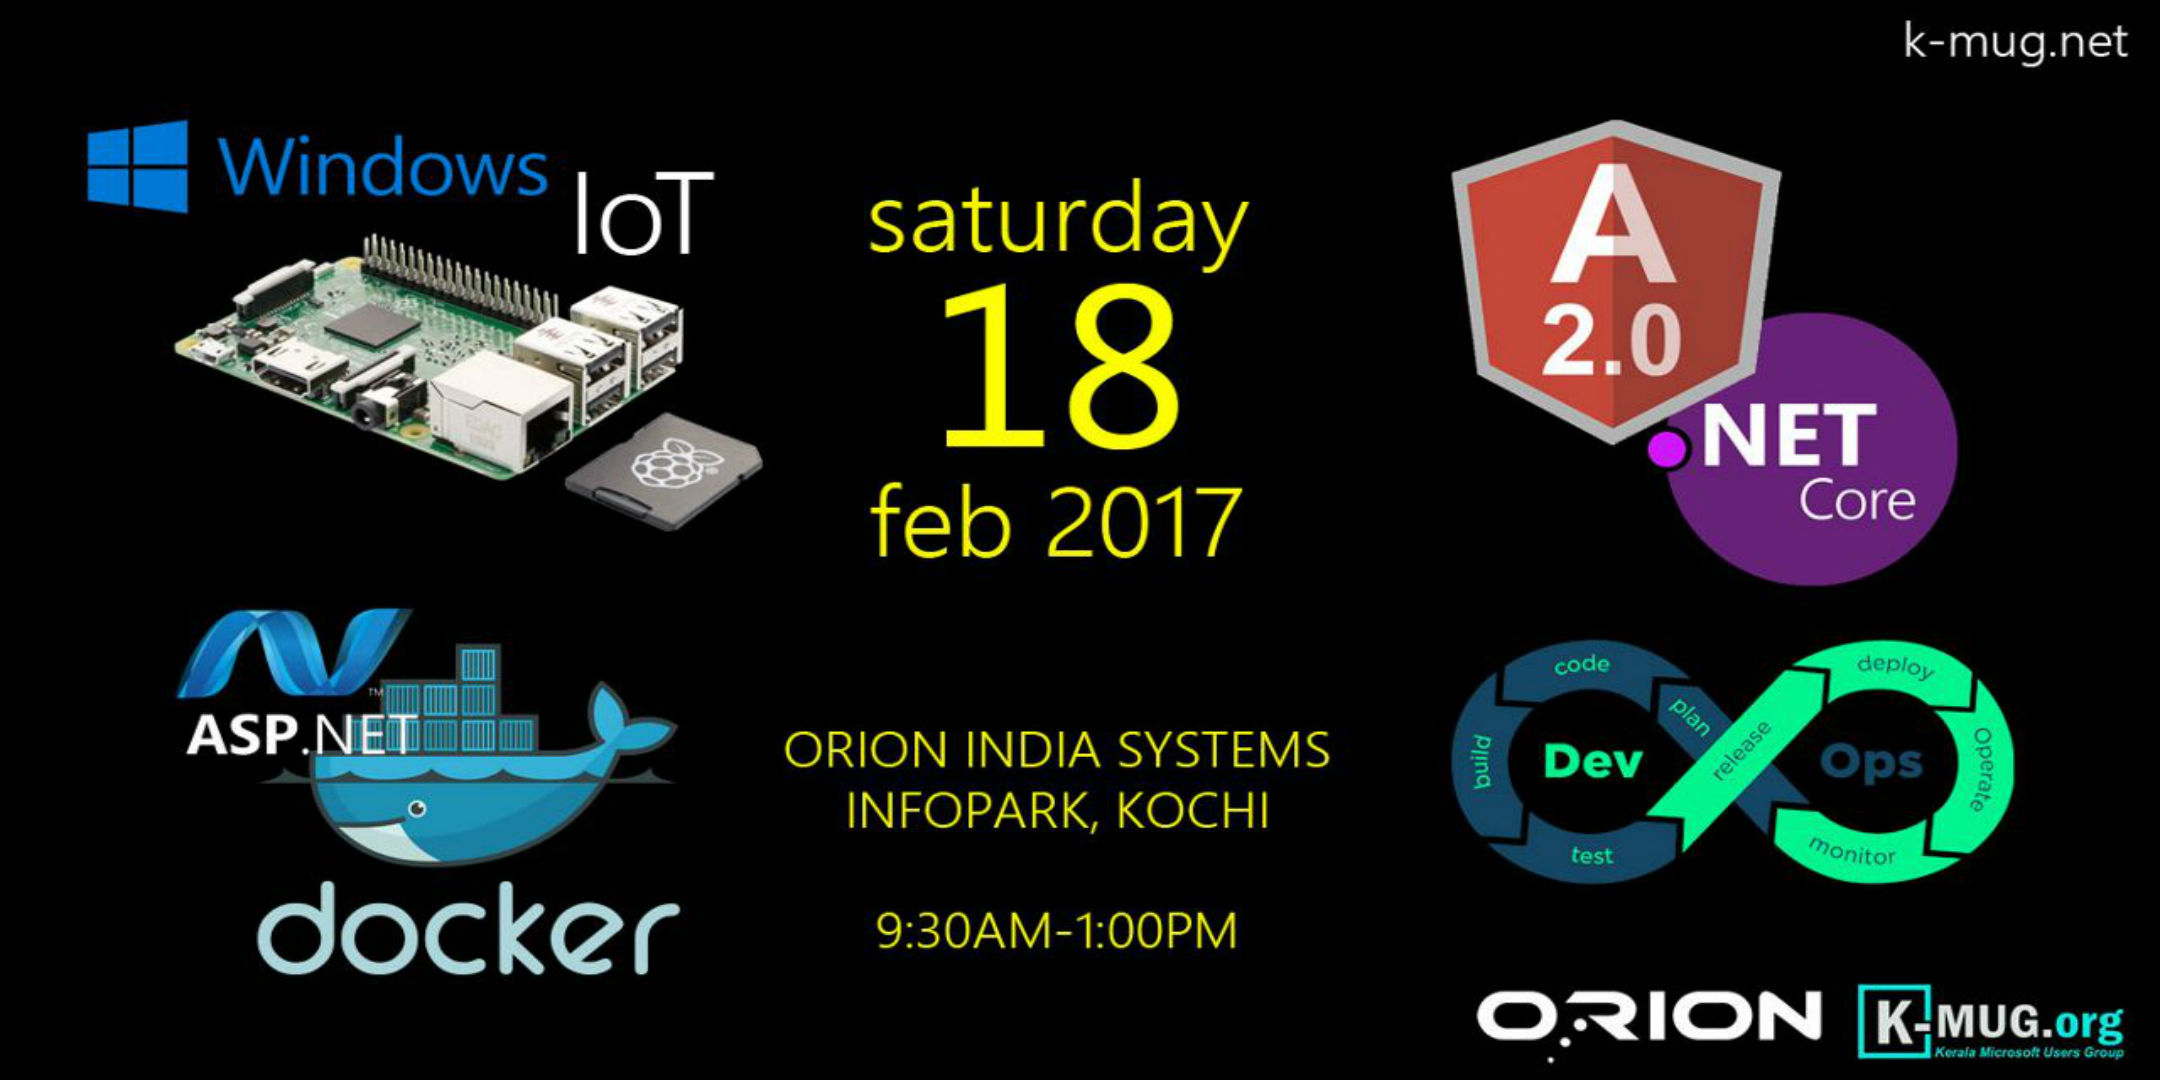 k-mug.net
Windows
IoT
saturday
18
feb 2017
A
2.0
.NET
Core
ASP.NET
TM
docker
ORION INDIA SYSTEMS
INFOPARK, KOCHI
9:30AM-1:00PM
code
plan
build
Dev
test
release
deploy
Ops
Operate
monitor
ORION
K-MUG.org
Kerala Microsoft Users Group